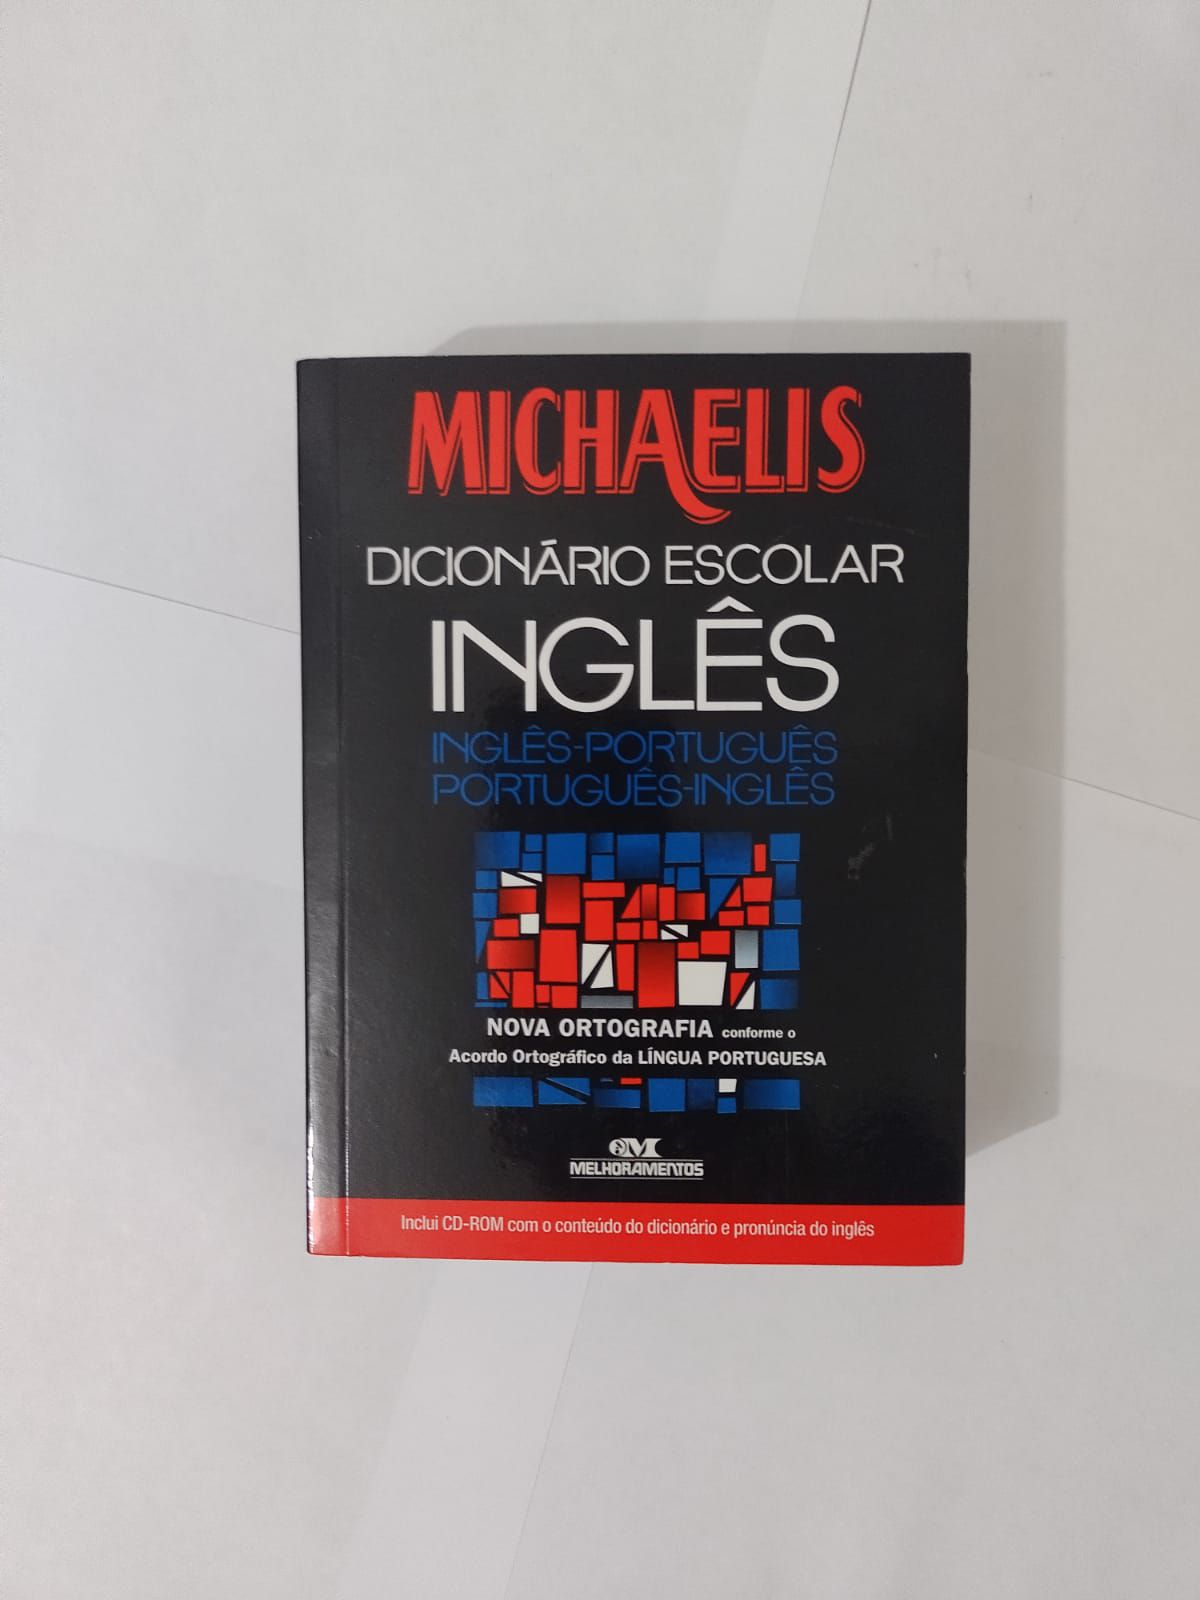 MICHAELIS
DICIONÁRIO ESCOLAR
INGLÊS
INGLÊS-PORTUGUÊS
PORTUGUÊS-INGLÊS
NOVA ORTOGRAFIA conforme o
Acordo Ortográfico da LÍNGUA PORTUGUESA
MELHORAMENTOS
Inclui CD-ROM com o conteúdo do dicionário e pronúncia do inglês